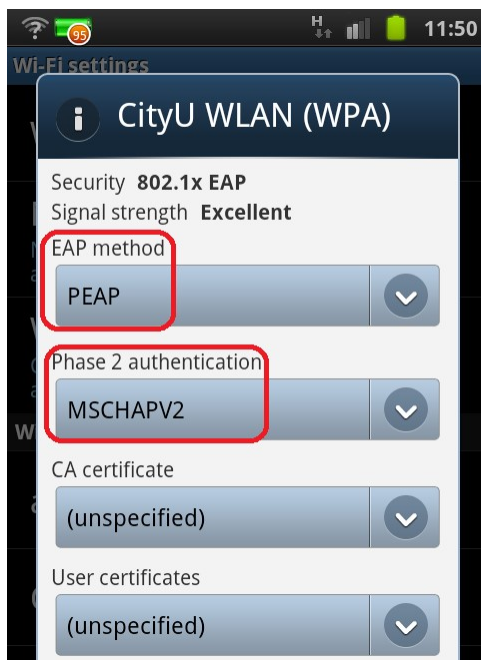 95
H
11:50
Wi-Fi settings
CityU WLAN (WPA)
Security 802.1x EAP
Signal strength Excellent
EAP method
PEAP
Phase 2 authentication
MSCHAPV2
CA certificate
(unspecified)
User certificates
(unspecified)